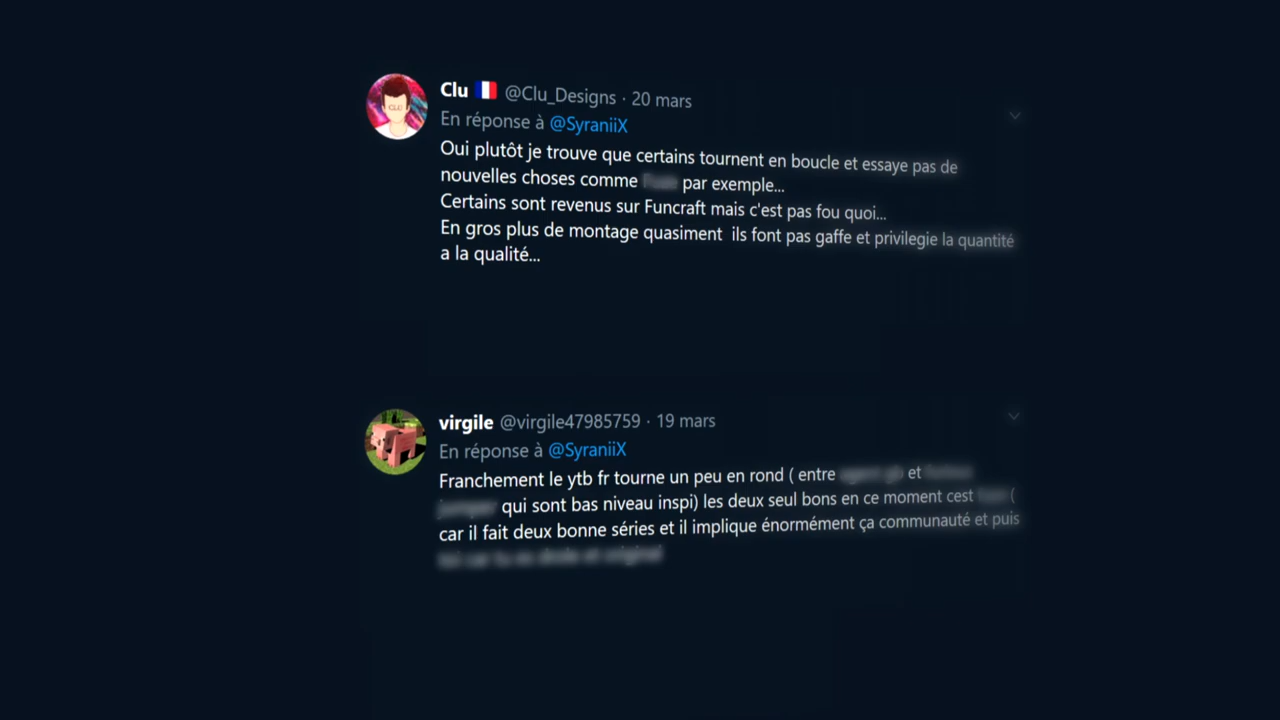 Clu 🇫🇷 @Clu_Designs · 20 mars
En réponse à @SyraniiX
Oui plutôt je trouve que certains tournent en boucle et essaye pas de
nouvelles choses comme par exemple...
Certains sont revenus sur Funcraft mais c'est pas fou quoi...
En gros plus de montage quasiment ils font pas gaffe et privilegie la quantité
a la qualité...
virgile @virgile47985759 · 19 mars
En réponse à @SyraniiX
Franchement le ytb fr tourne un peu en rond ( entre et
qui sont bas niveau inspi) les deux seul bons en ce moment cest (
car il fait deux bonne séries et il implique énormément ça communauté et puis